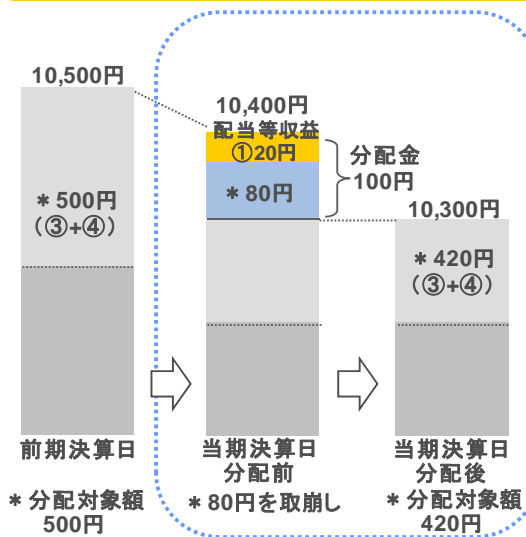 10,500円
＊500円
（③+④）
前期決算日
＊分配対象額
500円
10,400円
配当等収益
①20円
＊80円
分配金
100円
当期決算日
分配前
＊80円を取崩し
10,300円
＊420円
（③+④）
当期決算日
分配後
＊分配対象額
420円